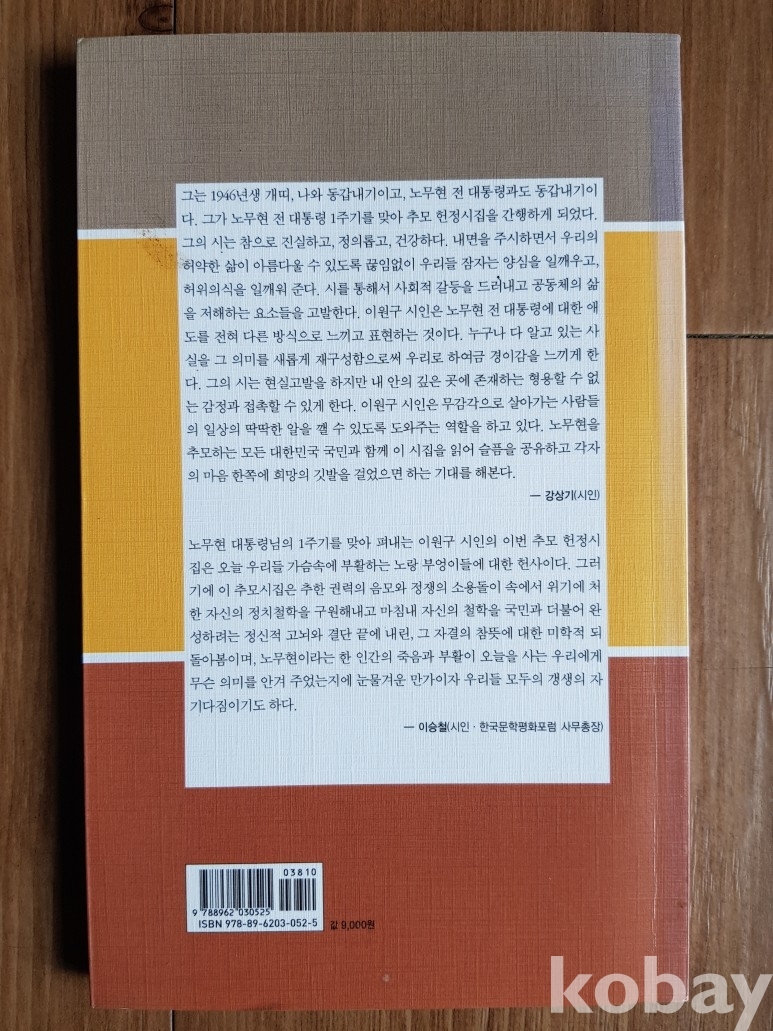 그는 1946년생 개띠, 나와 동갑내기이고, 노무현 전 대통령과도 동갑내기이
다. 그가 노무현 전 대통령 1주기를 맞아 추모 헌정시집을 간행하게 되었다.
그의 시는 참으로 진실하고, 정의롭고, 건강하다. 내면을 주시하면서 우리의
허약한 삶이 아름다울 수 있도록 끊임없이 우리들 잠자는 양심을 일깨우고,
허위의식을 일깨워 준다. 시를 통해서 사회적 갈등을 드러내고 공동체의 삶
을 저해하는 요소들을 고발한다. 이원구 시인은 노무현 전 대통령에 대한 애
도를 전혀 다른 방식으로 느끼고 표현하는 것이다. 누구나 다 알고 있는 사
실을 그 의미를 새롭게 재구성함으로써 우리로 하여금 경이감을 느끼게 한
다. 그의 시는 현실고발을 하지만 내 안의 깊은 곳에 존재하는 형용할 수 없
는 감정과 접촉할 수 있게 한다. 이원구 시인은 무감각으로 살아가는 사람들
의 일상의 딱딱한 알을 깰 수 있도록 도와주는 역할을 하고 있다. 노무현을
추모하는 모든 대한민국 국민과 함께 이 시집을 읽어 슬픔을 공유하고 각자
의 마음 한쪽에 희망의 깃발을 걸었으면 하는 기대를 해본다.
— 강상기(시인)
노무현 대통령님의 1주기를 맞아 펴내는 이원구 시인의 이번 추모 헌정시
집은 오늘 우리들 가슴속에 부활하는 노랑 부엉이들에 대한 헌사이다. 그러
기에 이 추모시집은 추한 권력의 음모와 정쟁의 소용돌이 속에서 위기에 처
한 자신의 정치철학을 구원해내고 마침내 자신의 철학을 국민과 더불어 완
성하려는 정신적 고뇌와 결단 끝에 내린, 그 자결의 참뜻에 대한 미학적 되
돌아봄이며, 노무현이라는 한 인간의 죽음과 부활이 오늘을 사는 우리에게
무슨 의미를 안겨 주었는지에 눈물겨운 만가이자 우리들 모두의 갱생의 자
기다짐이기도 하다.
— 이승철(시인·한국문학평화포럼 사무총장)
03810
9 788962 030525
ISBN 978-89-6203-052-5
값 9,000원
kobay